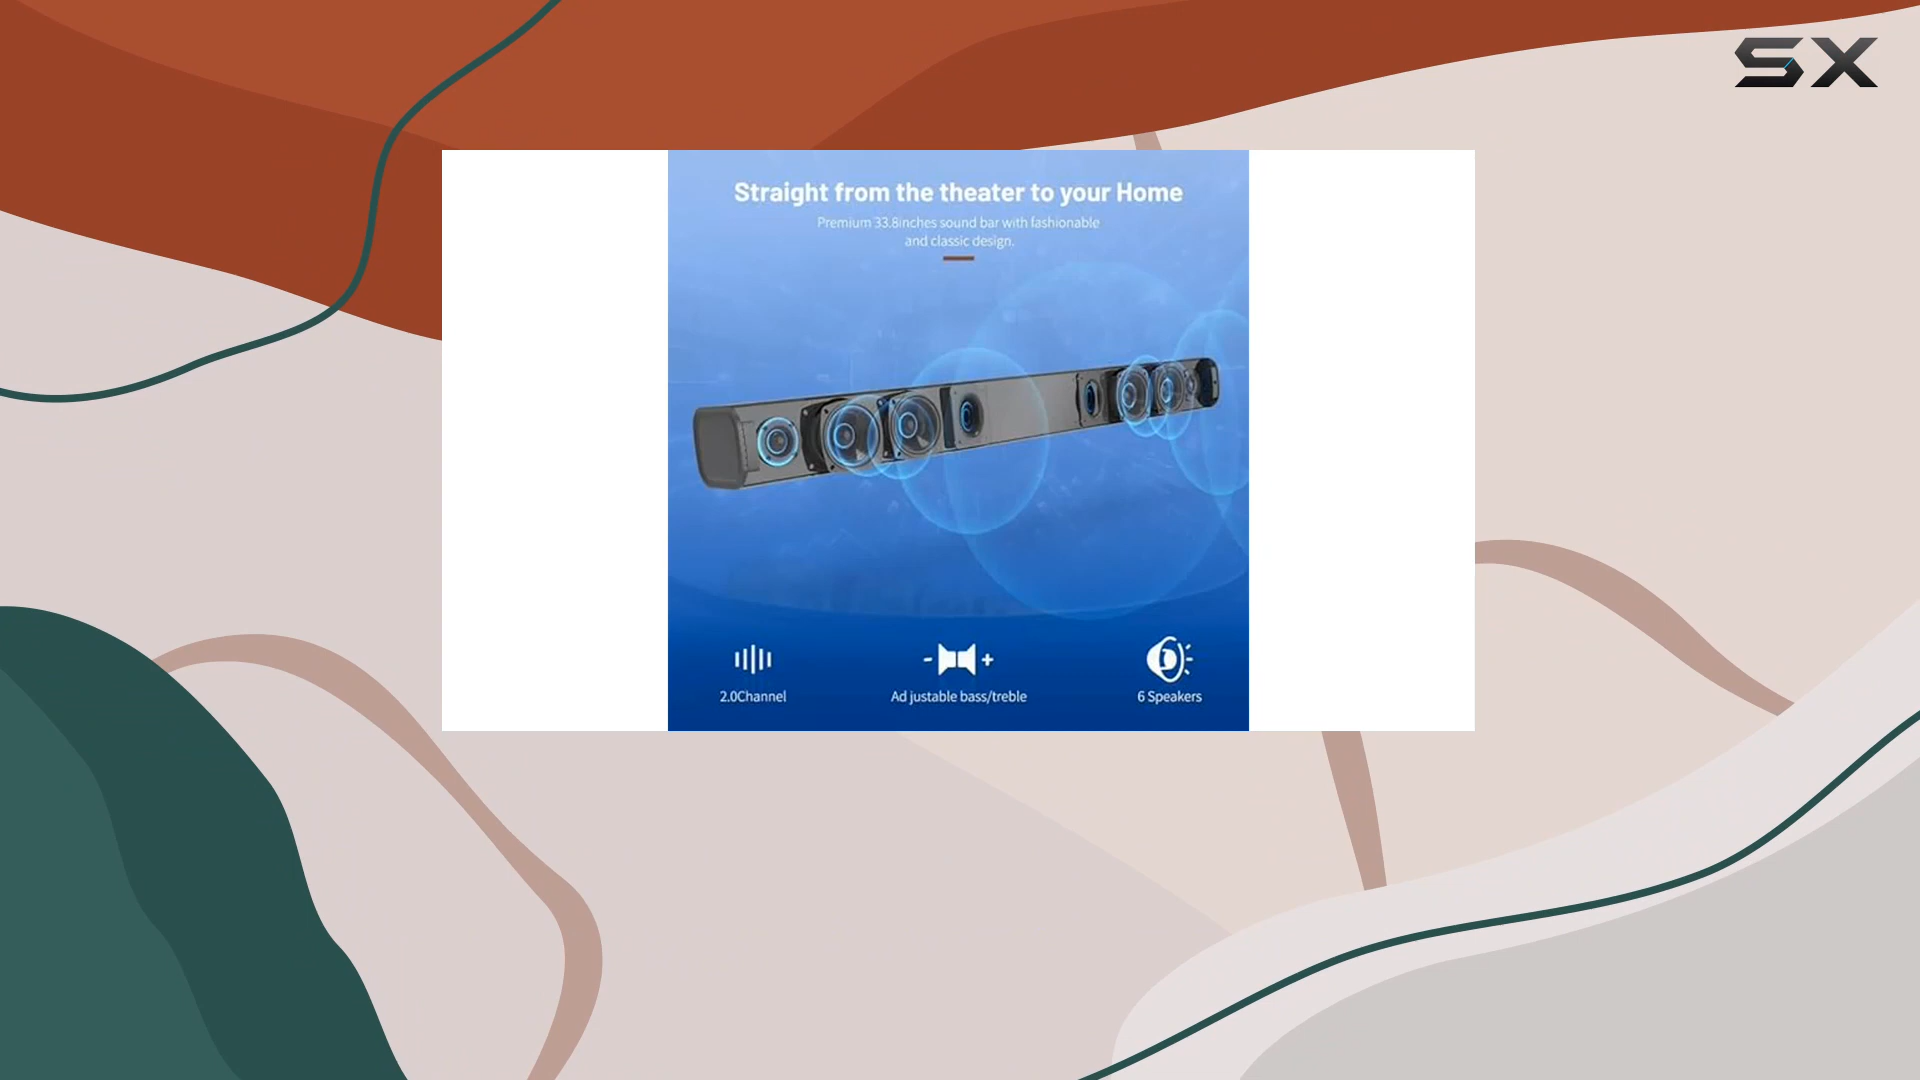 SX
Straight from the theater to your Home
Premium 33.8inches sound bar with fashionable
and classic design.
2.0Channel
Ad justable bass/treble
6 Speakers